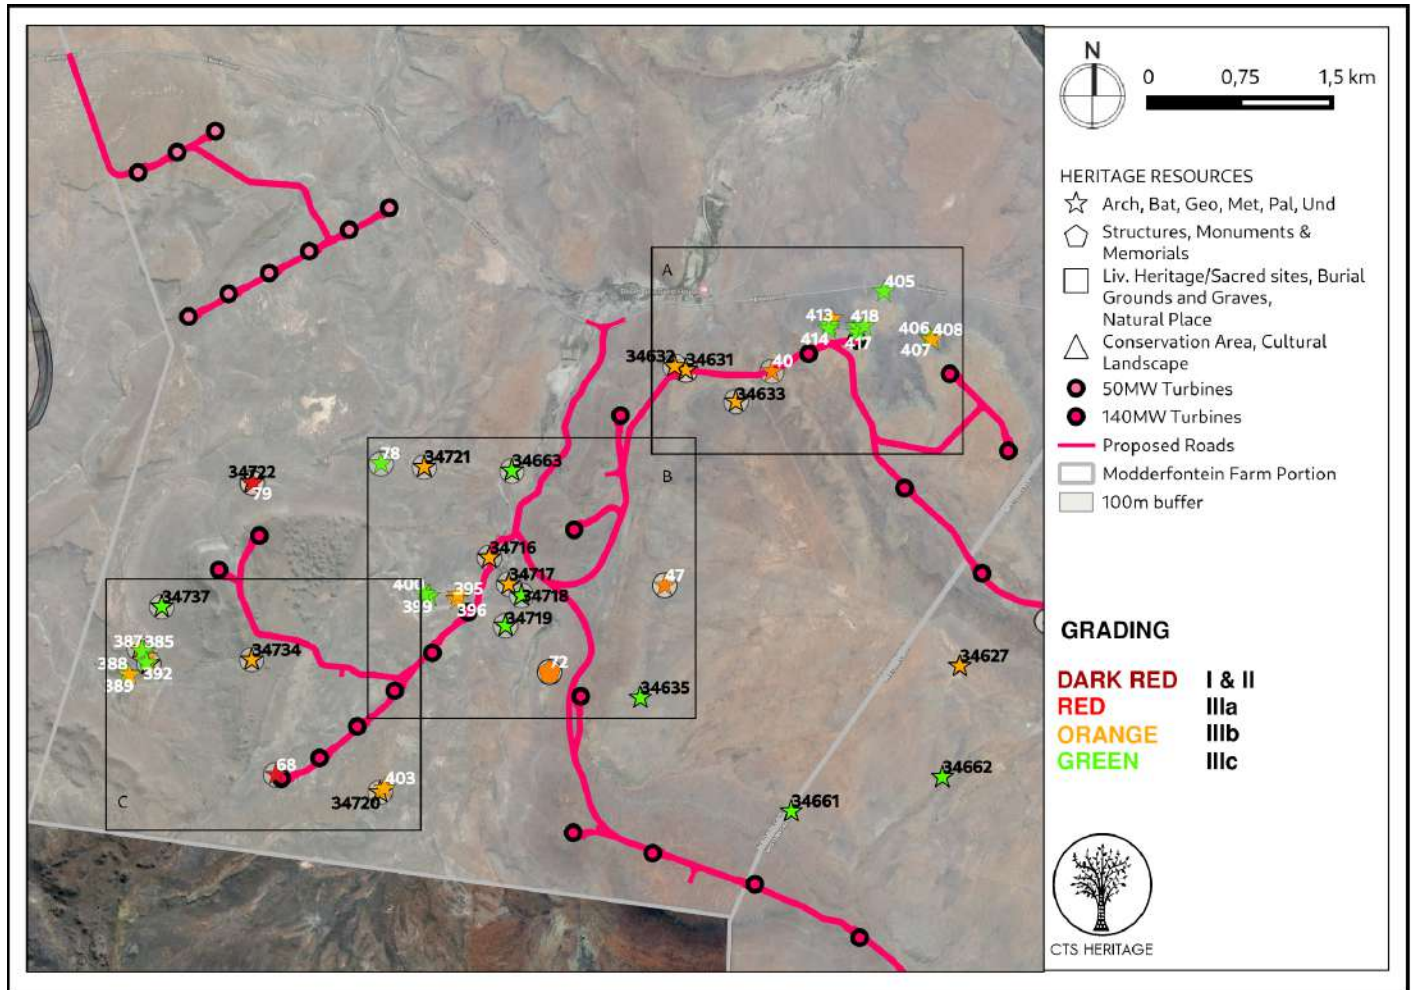 N
0 0,75 1,5 km
HERITAGE RESOURCES
Arch, Bat, Geo, Met, Pal, Und
Structures, Monuments &
Memorials
Liv. Heritage/Sacred sites, Burial
Grounds and Graves,
Natural Place
Conservation Area, Cultural
Landscape
50MW Turbines
140MW Turbines
Proposed Roads
Modderfontein Farm Portion
100m buffer
GRADING
DARK RED I & II
RED IIIa
ORANGE IIIb
GREEN IIIc
CTS HERITAGE
A
405
413
418
406 408
414
417
407
34632 34631
40
34633
78
34721
34663
B
34722
79
34716
34717
47
400
395
34718
399
396
34737
34719
387 385
34734
72
388
392
389
34635
34627
68
403
34662
C
34720
34661